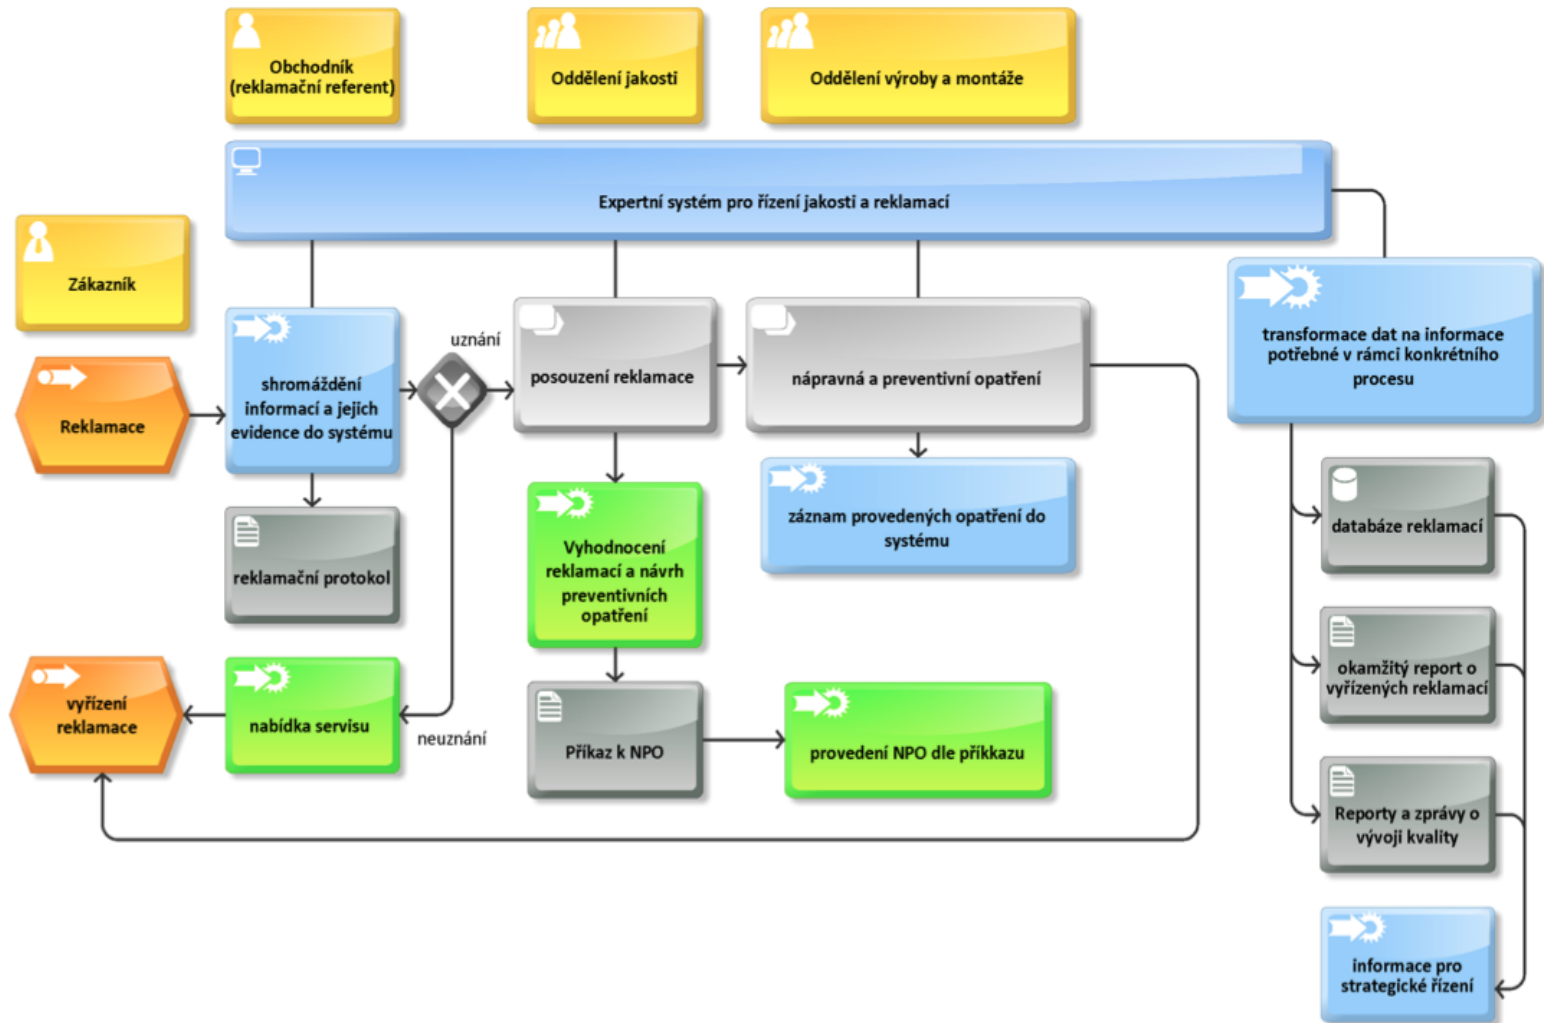 Obchodník
(reklamační referent)
Oddělení jakosti
Oddělení výroby a montáže
Expertní systém pro řízení jakosti a reklamací
Zákazník
Reklamace
shromáždění
informací a jejich
evidence do systému
uznání
posouzení reklamace
nápravná a preventivní opatření
transformace dat na informace
potřebné v rámci konkrétního
procesu
reklamační protokol
Vyhodnocení
reklamací a návrh
preventivních
opatření
záznam provedených opatření do
systému
databáze reklamací
okamžitý report o
vyřízených reklamací
vyřízení
reklamace
nabídka servisu
neuznání
Příkaz k NPO
provedení NPO dle příkkazu
Reporty a zprávy o
vývoji kvality
informace pro
strategické řízení